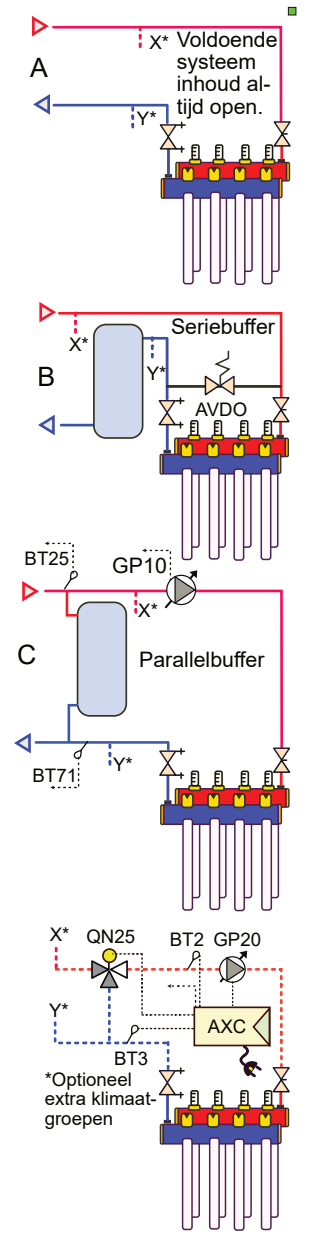 X*
Voldoende
systeem
inhoud al-
tijd open.
A
Y*
Seriebuffer
X*
Y*
B
AVDO
BT25
GP10
X*
C
Parallelbuffer
Y*
BT71
X*
QN25
BT2
GP20
Y*
AXC
BT3
*Optioneel
extra klimaat-
groepen